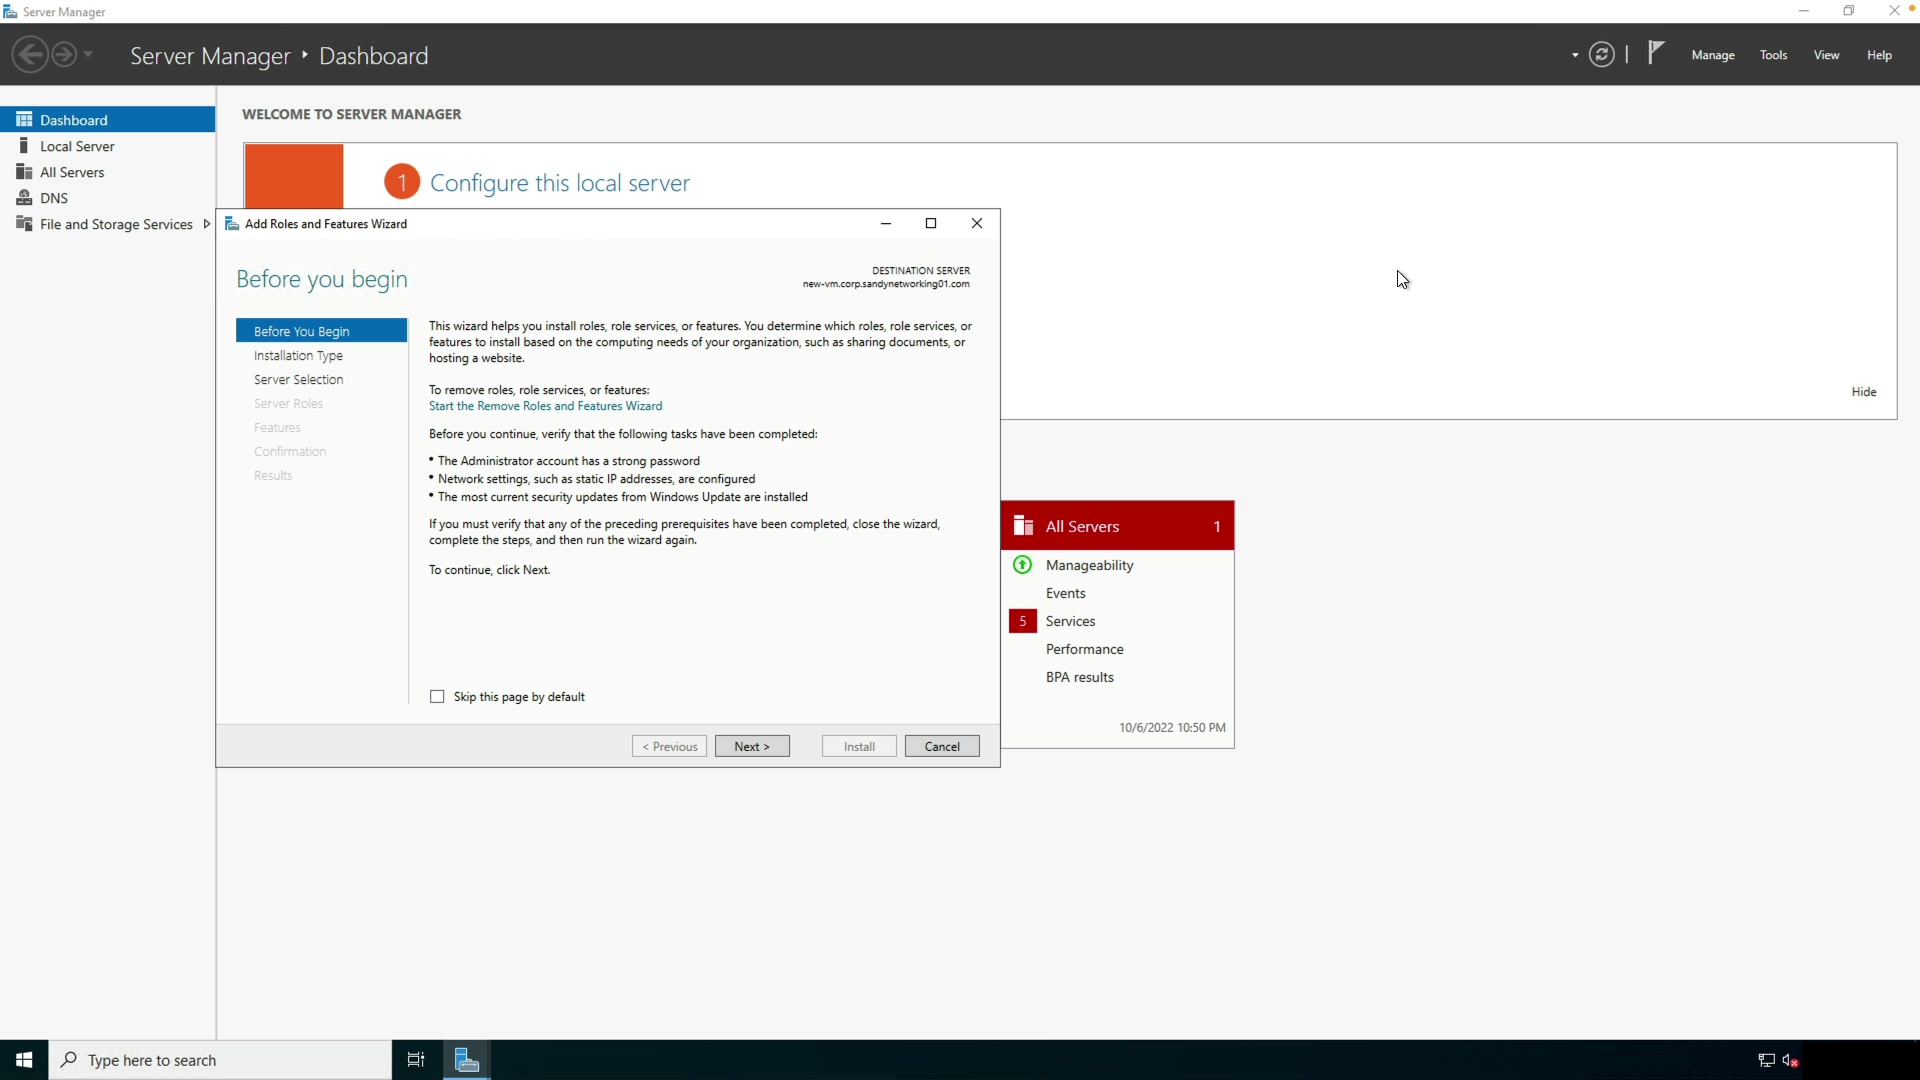 Server Manager
Server Manager ‣ Dashboard
Manage
Tools
View
Help
Dashboard
Local Server
All Servers
DNS
File and Storage Services
WELCOME TO SERVER MANAGER
1 Configure this local server
Hide
Add Roles and Features Wizard
Before you begin
DESTINATION SERVER
new-vm.corp.sandynetworking01.com
Before You Begin
Installation Type
Server Selection
Server Roles
Features
Confirmation
Results
This wizard helps you install roles, role services, or features. You determine which roles, role services, or
features to install based on the computing needs of your organization, such as sharing documents, or
hosting a website.
To remove roles, role services, or features:
Start the Remove Roles and Features Wizard
Before you continue, verify that the following tasks have been completed:
• The Administrator account has a strong password
• Network settings, such as static IP addresses, are configured
• The most current security updates from Windows Update are installed
If you must verify that any of the preceding prerequisites have been completed, close the wizard,
complete the steps, and then run the wizard again.
To continue, click Next.
Skip this page by default
< Previous
Next >
Install
Cancel
All Servers 1
Manageability
Events
5 Services
Performance
BPA results
10/6/2022 10:50 PM
Type here to search